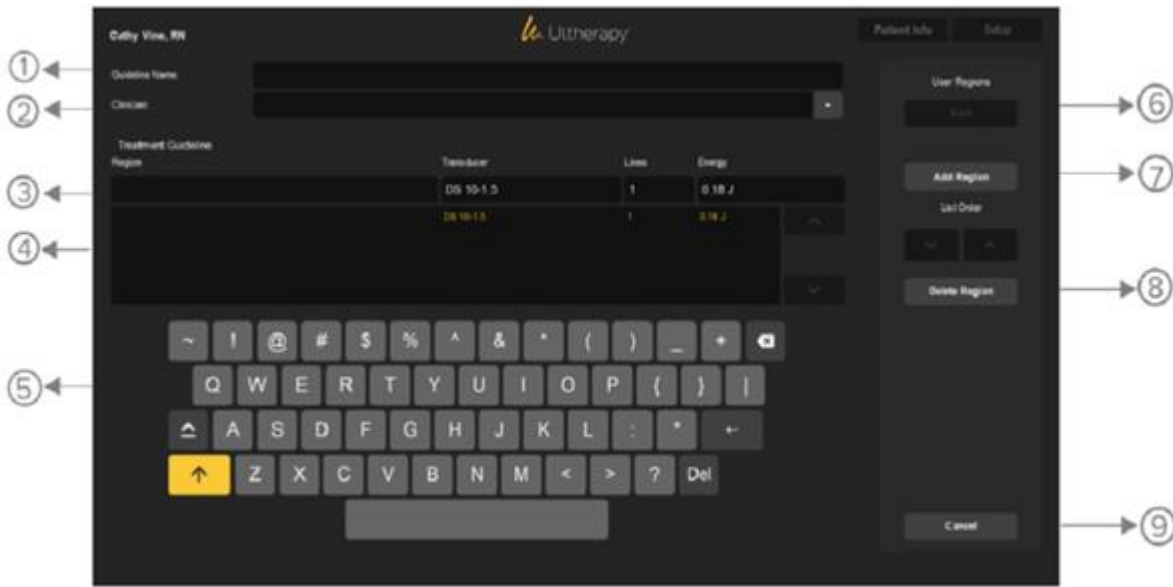 Cathy Vine, RN
Ultherapy
Patient Info
Setup
① Guideline Name:
② Clinician:
User Regions
⑥
Treatment Guideline
Region Transducer Lines Energy
③ DS 10-1.5 1 0.18 J
Add Region ⑦
④ DS 10-1.5 1 0.18 J
List Order
Delete Region ⑧
~ ! @ # $ % ^ & * ( ) _ +
⑤ Q W E R T Y U I O P { } |
A S D F G H J K L : "
Z X C V B N M < > ? Del
Cancel ⑨